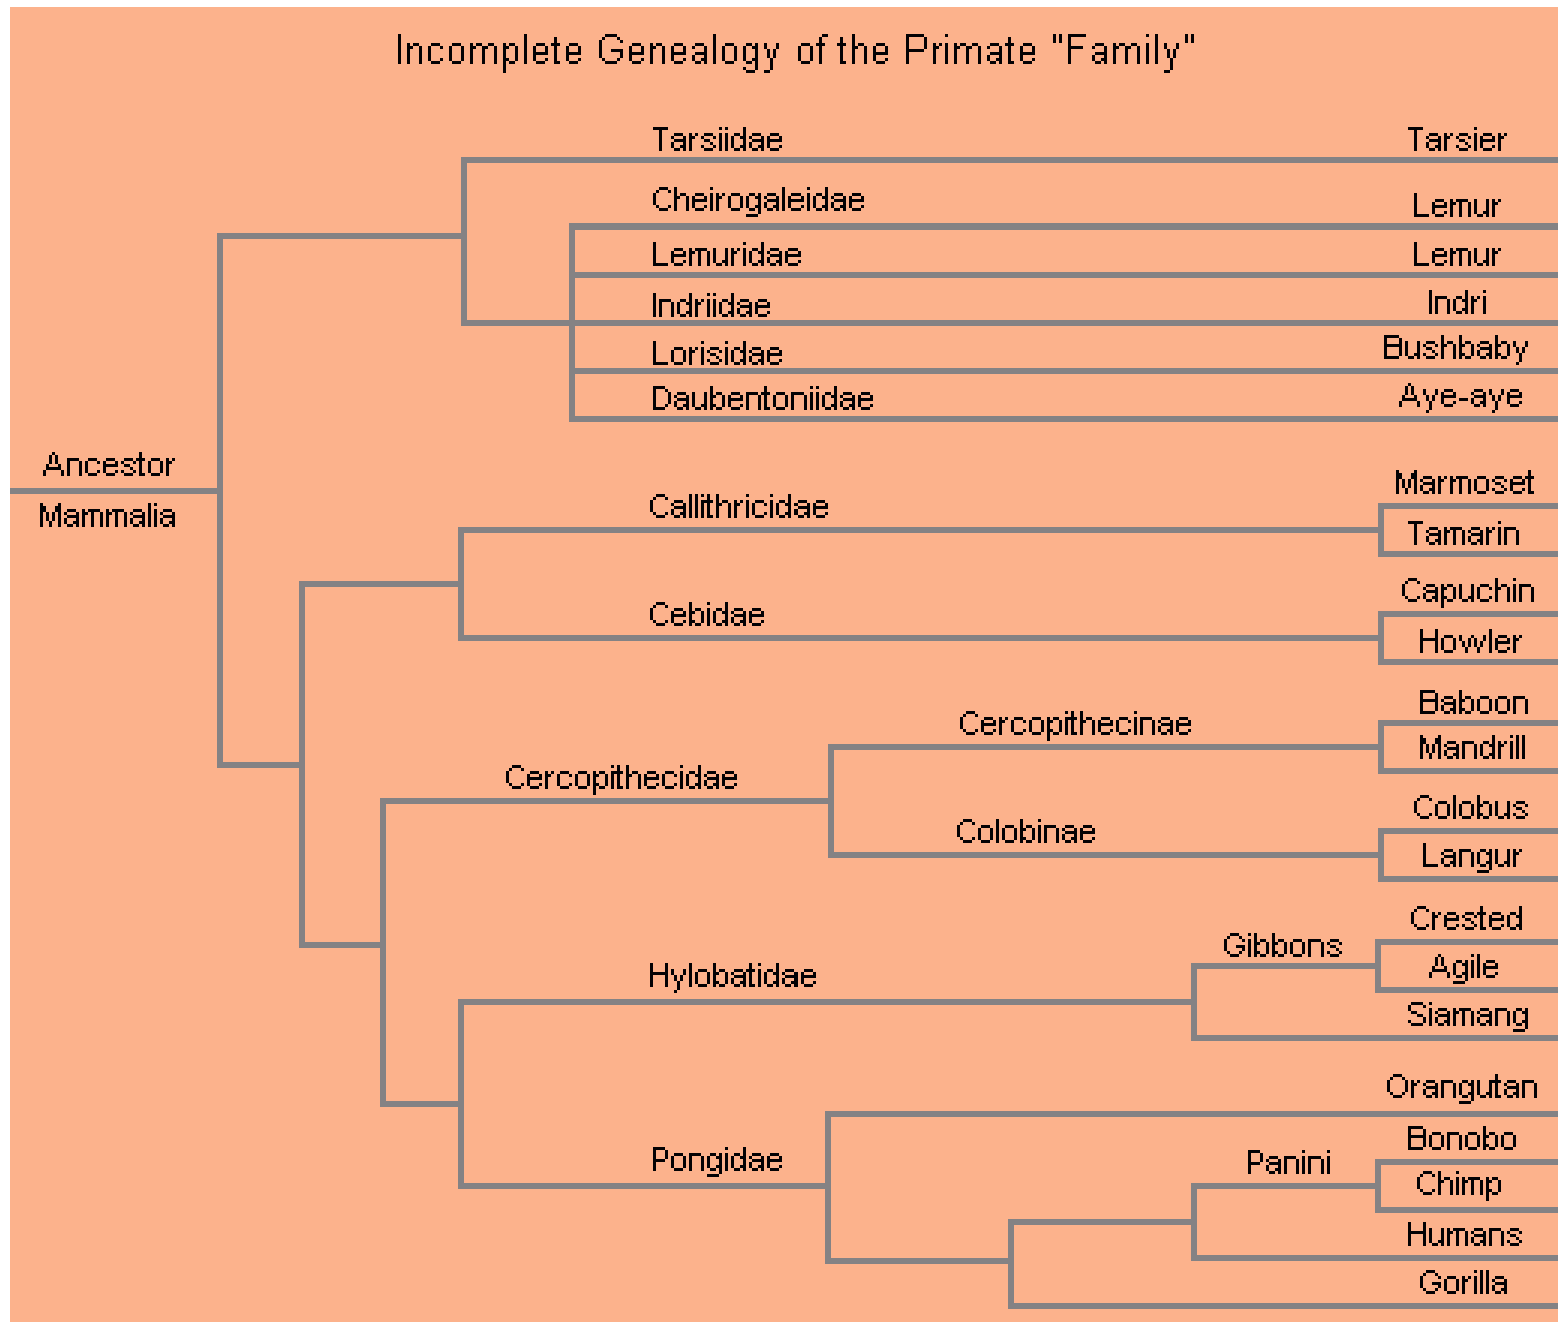 Incomplete Genealogy of the Primate "Family"
Tarsiidae Tarsier
Cheirogaleidae Lemur
Lemuridae Lemur
Indriidae Indri
Lorisidae Bushbaby
Daubentoniidae Aye-aye
Ancestor
Mammalia
Marmoset
Callithricidae
Tamarin
Capuchin
Cebidae
Howler
Baboon
Cercopithecinae
Mandrill
Cercopithecidae
Colobus
Colobinae
Langur
Crested
Gibbons
Agile
Hylobatidae
Siamang
Orangutan
Bonobo
Pongidae
Panini
Chimp
Humans
Gorilla